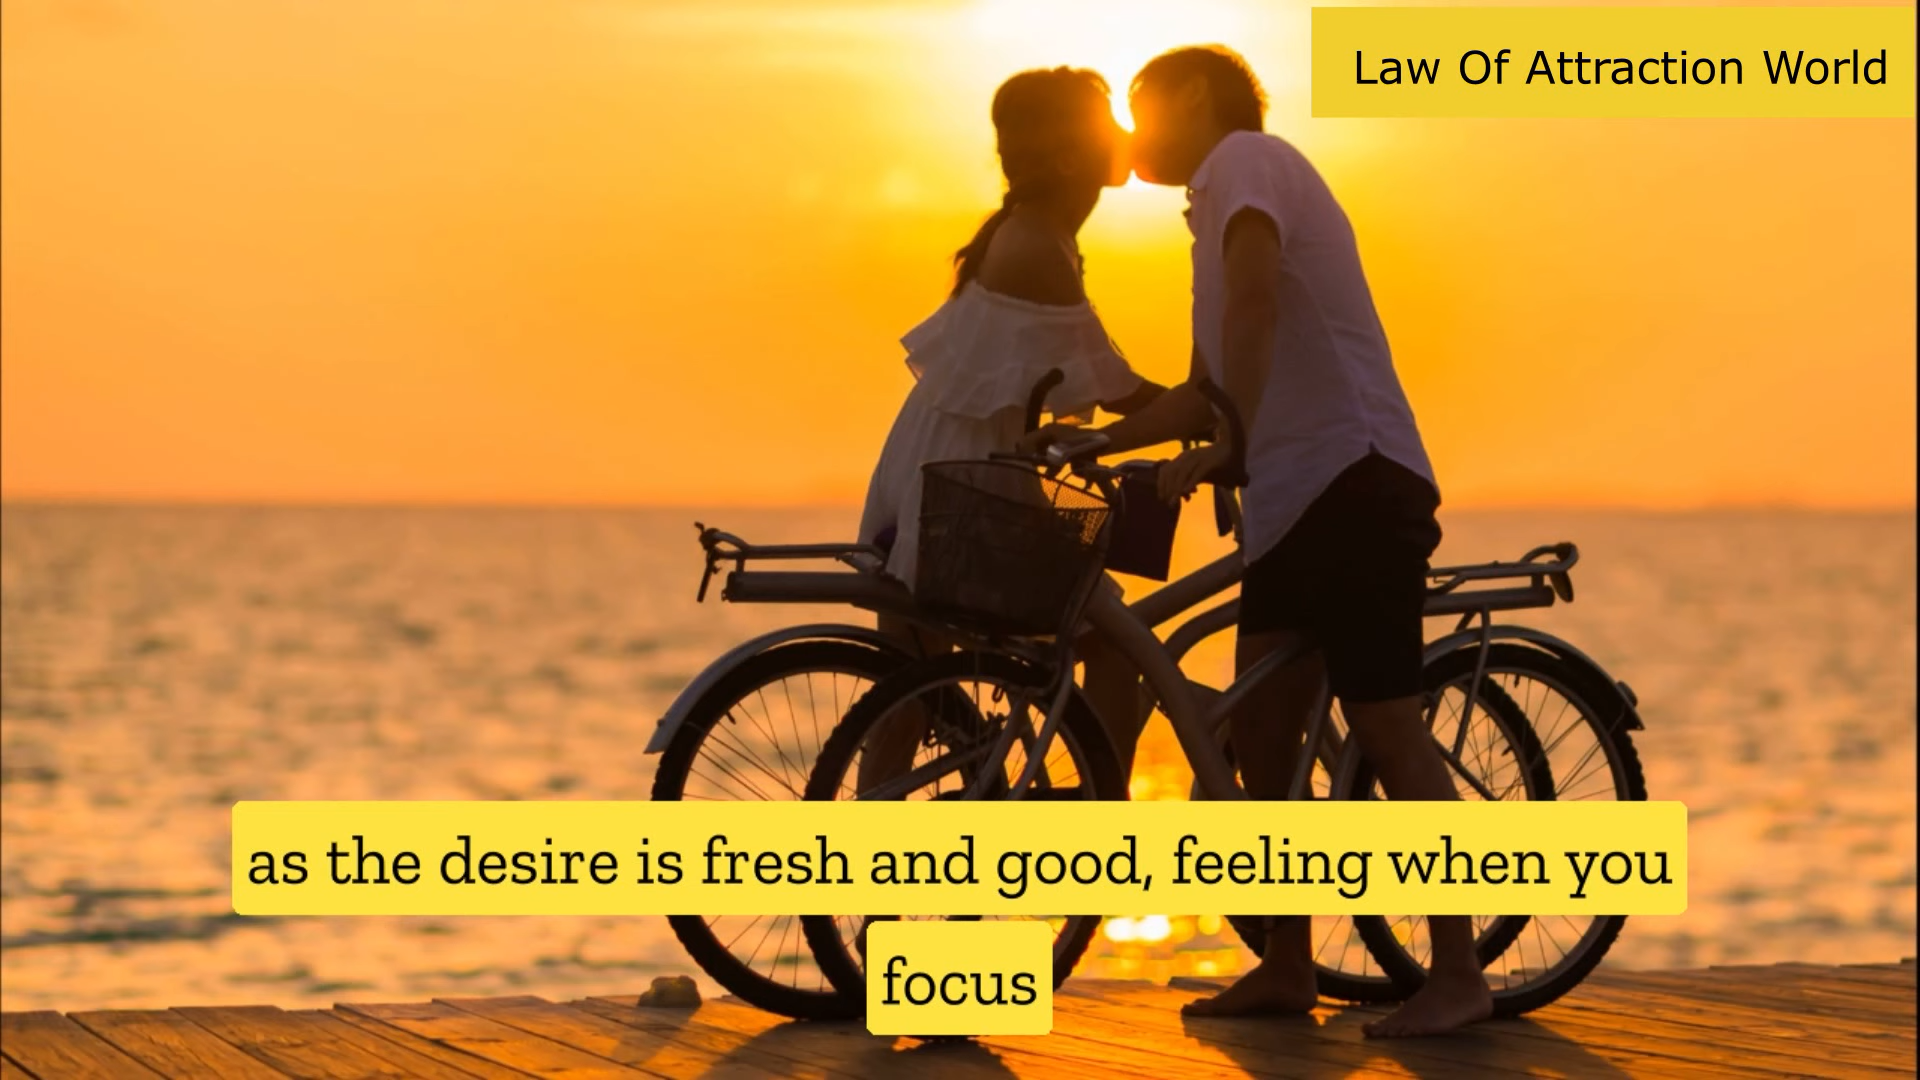 Law Of Attraction World
as the desire is fresh and good, feeling when you
focus